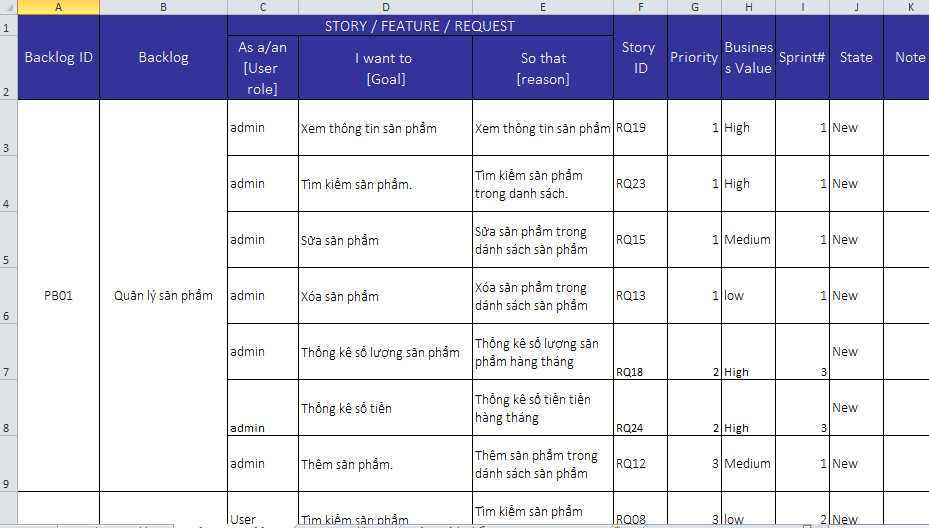 A B C D E F G H I J K
1 STORY / FEATURE / REQUEST
2 Backlog ID Backlog As a/an [User role] I want to [Goal] So that [reason] Story ID Priority Business Value Sprint# State Note
3 admin Xem thông tin sản phẩm Xem thông tin sản phẩm RQ19 1 High 1 New
4 admin Tìm kiếm sản phẩm. Tìm kiếm sản phẩm trong danh sách. RQ23 1 High 1 New
5 admin Sửa sản phẩm Sửa sản phẩm trong dánh sách sản phẩm RQ15 1 Medium 1 New
6 PB01 Quản lý sản phẩm admin Xóa sản phẩm Xóa sản phẩm trong dánh sách sản phẩm RQ13 1 low 1 New
7 admin Thống kê số lượng sản phẩm Thống kê số lượng sản phẩm hàng tháng RQ18 2 High 3 New
8 admin Thống kê số tiền Thống kê số tiền tiền hàng tháng RQ24 2 High 3 New
9 admin Thêm sản phẩm. Thêm sản phẩm trong dánh sách sản phẩm RQ12 3 Medium 1 New
User Tìm kiếm sản phẩm Tìm kiếm sản phẩm RQ08 3 low 2 New